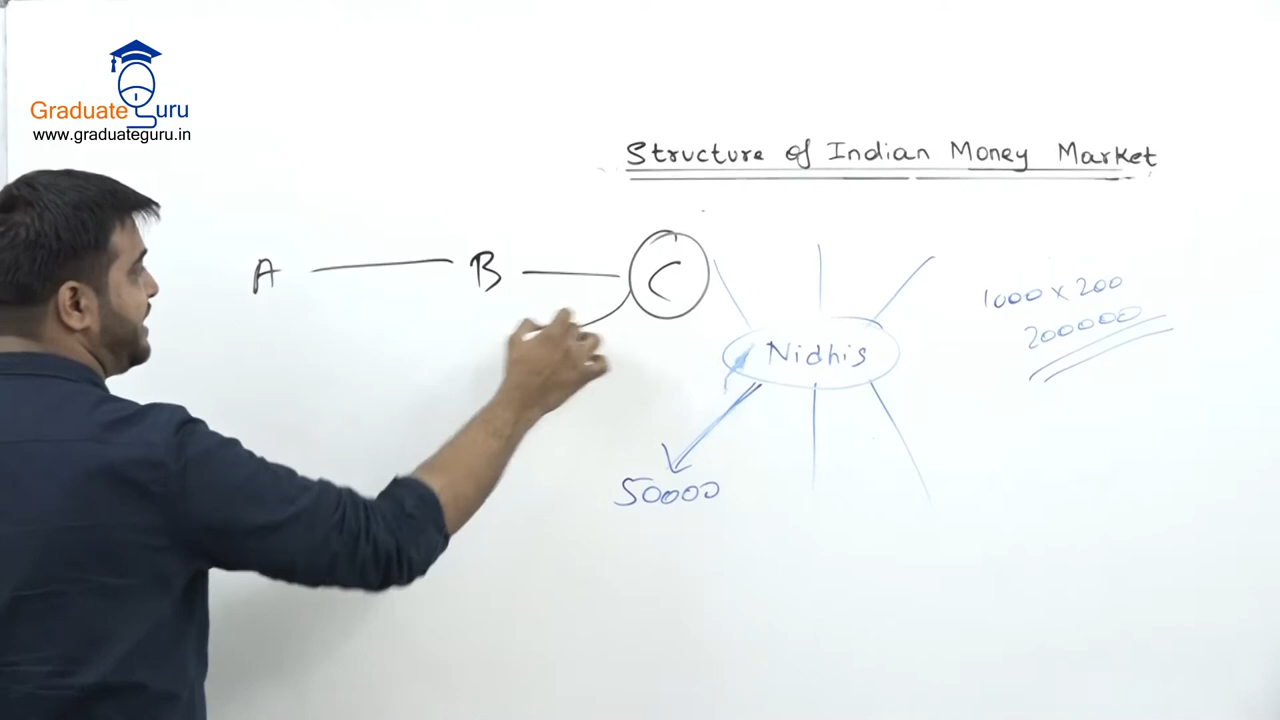 Graduate Guru
www.graduateguru.in
Structure of Indian Money Market
A B C
1000 x 200
200000
Nidhis
50000